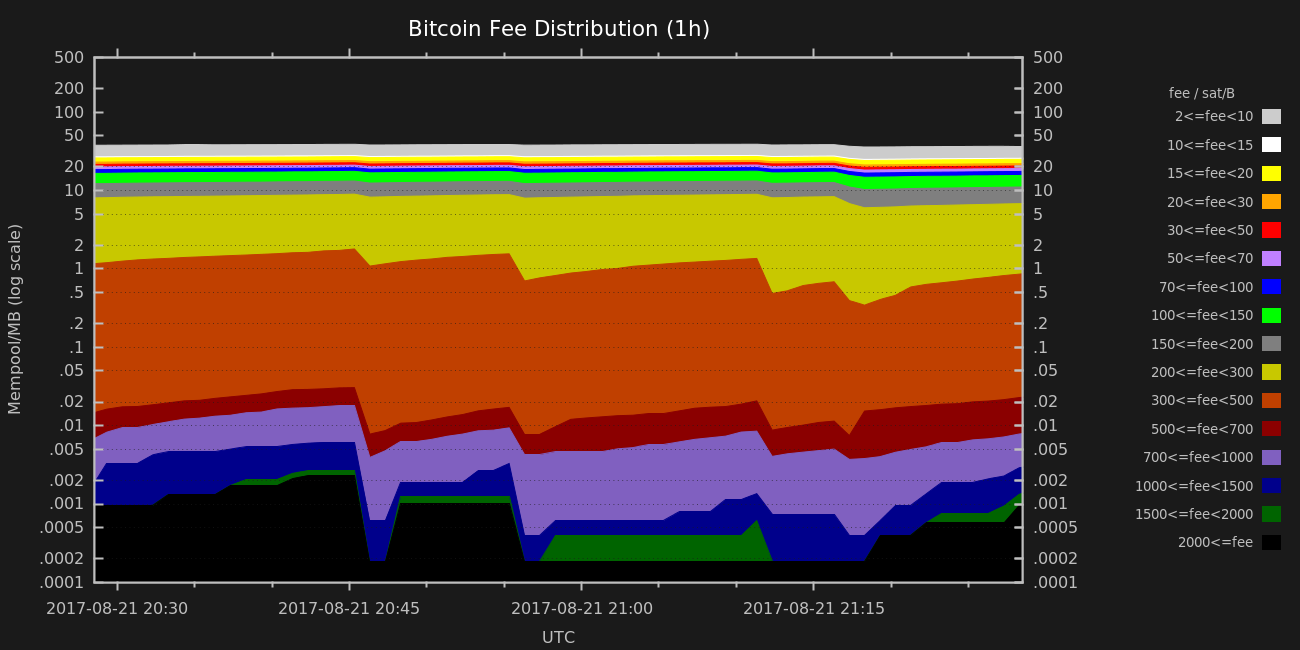 Bitcoin Fee Distribution (1h)
500
200
100
50
20
10
5
2
1
.5
.2
.1
.05
.02
.01
.005
.002
.001
.0005
.0002
.0001
Mempool/MB (log scale)
500
200
100
50
20
10
5
2
1
.5
.2
.1
.05
.02
.01
.005
.002
.001
.0005
.0002
.0001
2017-08-21 20:30 2017-08-21 20:45 2017-08-21 21:00 2017-08-21 21:15
UTC
fee / sat/B
2<=fee<10
10<=fee<15
15<=fee<20
20<=fee<30
30<=fee<50
50<=fee<70
70<=fee<100
100<=fee<150
150<=fee<200
200<=fee<300
300<=fee<500
500<=fee<700
700<=fee<1000
1000<=fee<1500
1500<=fee<2000
2000<=fee